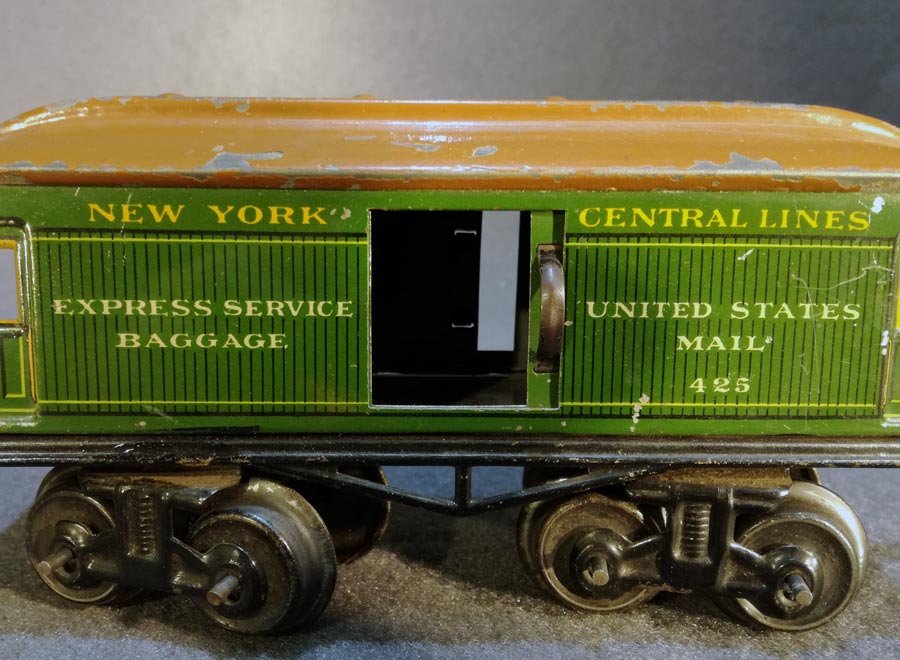 NEW YORK CENTRAL LINES
EXPRESS SERVICE
BAGGAGE
UNITED STATES
MAIL
425